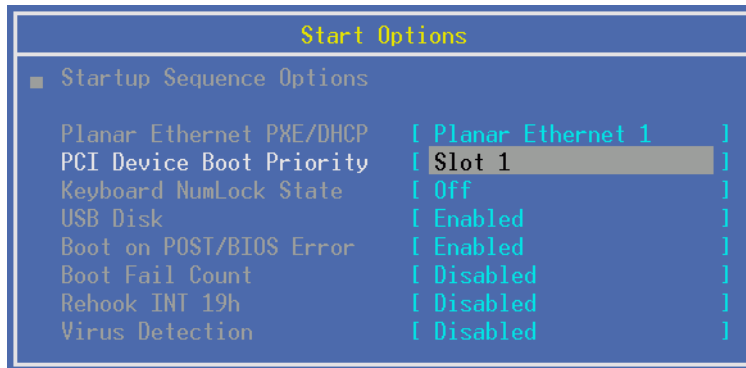 Start Options
Startup Sequence Options
Planar Ethernet PXE/DHCP [ Planar Ethernet 1 ]
PCI Device Boot Priority [ Slot 1 ]
Keyboard NumLock State [ Off ]
USB Disk [ Enabled ]
Boot on POST/BIOS Error [ Enabled ]
Boot Fail Count [ Disabled ]
Rehook INT 19h [ Disabled ]
Virus Detection [ Disabled ]